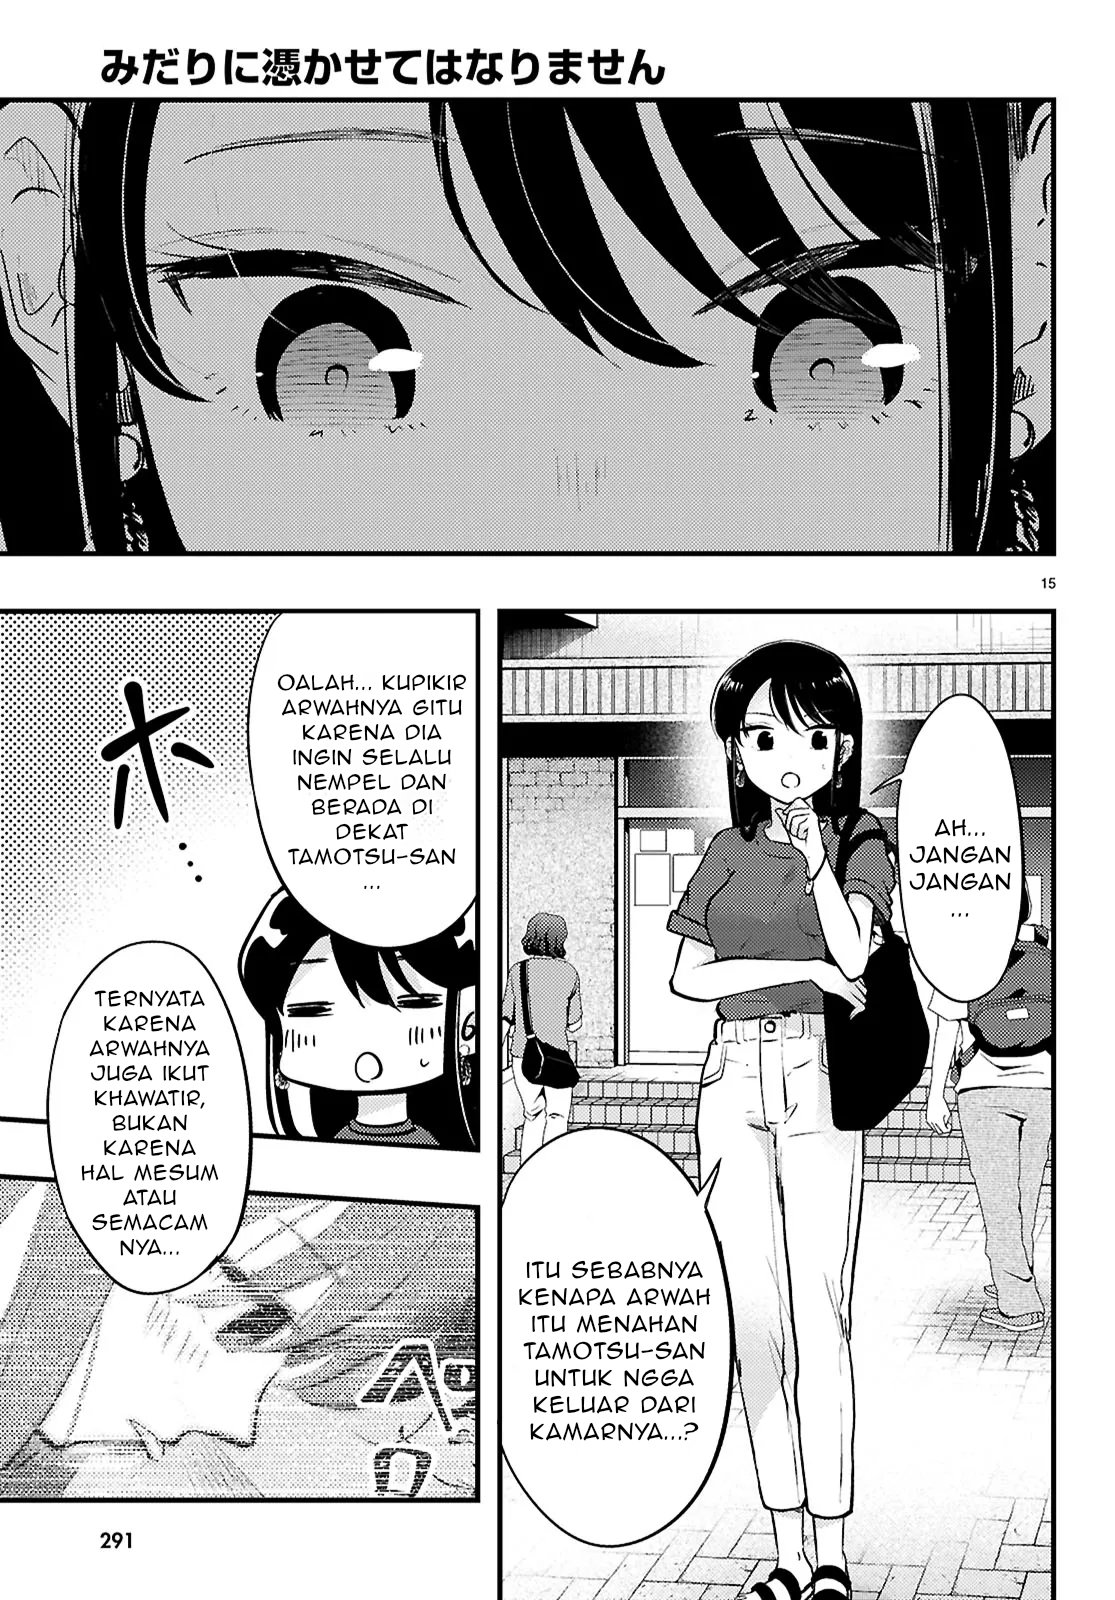 みだりに憑かせてはなりません
15
AH...
JANGAN
JANGAN
...
ITU SEBABNYA
KENAPA ARWAH
ITU MENAHAN
TAMOTSU-SAN
UNTUK NGGA
KELUAR DARI
KAMARNYA...?
OALAH... KUPIKIR
ARWAHNYA GITU
KARENA DIA
INGIN SELALU
NEMPEL DAN
BERADA DI
DEKAT
TAMOTSU-SAN
...
ホ...
TERNYATA
KARENA
ARWAHNYA
JUGA IKUT
KHAWATIR,
BUKAN
KARENA
HAL MESUM
ATAU
SEMACAM
NYA...
291